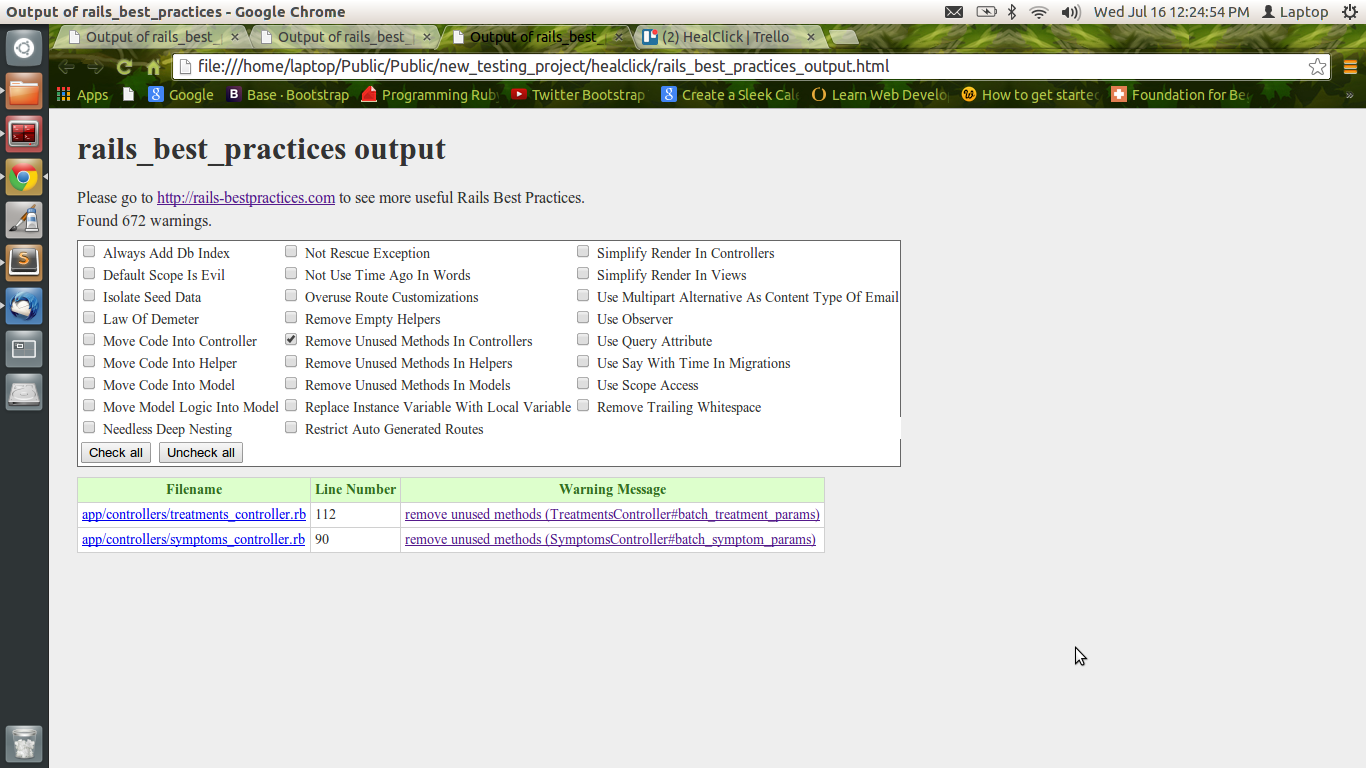 Output of rails_best_practices - Google Chrome
Wed Jul 16 12:24:54 PM Laptop
Output of rails_best_
Output of rails_best_
Output of rails_best_
(2) HealClick | Trello
file:///home/laptop/Public/Public/new_testing_project/healclick/rails_best_practices_output.html
Apps Google Base · Bootstrap Programming Rub Twitter Bootstrap Create a Sleek Cal Learn Web Develo How to get starte Foundation for Be »
rails_best_practices output
Please go to http://rails-bestpractices.com to see more useful Rails Best Practices.
Found 672 warnings.
Always Add Db Index Not Rescue Exception Simplify Render In Controllers
Default Scope Is Evil Not Use Time Ago In Words Simplify Render In Views
Isolate Seed Data Overuse Route Customizations Use Multipart Alternative As Content Type Of Email
Law Of Demeter Remove Empty Helpers Use Observer
Move Code Into Controller Remove Unused Methods In Controllers Use Query Attribute
Move Code Into Helper Remove Unused Methods In Helpers Use Say With Time In Migrations
Move Code Into Model Remove Unused Methods In Models Use Scope Access
Move Model Logic Into Model Replace Instance Variable With Local Variable Remove Trailing Whitespace
Needless Deep Nesting Restrict Auto Generated Routes
Check all Uncheck all
Filename Line Number Warning Message
app/controllers/treatments_controller.rb 112 remove unused methods (TreatmentsController#batch_treatment_params)
app/controllers/symptoms_controller.rb 90 remove unused methods (SymptomsController#batch_symptom_params)